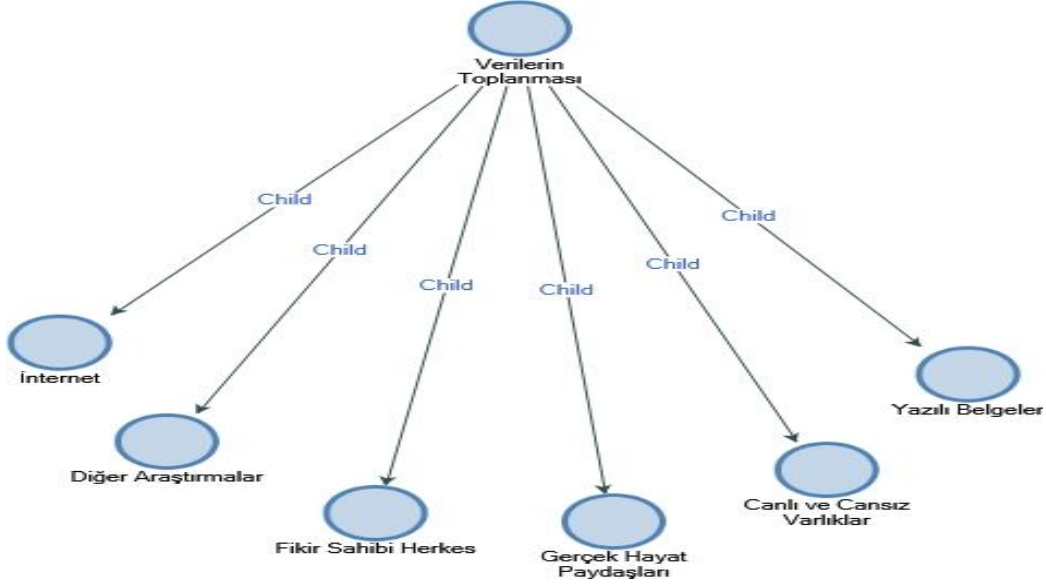 Verilerin
Toplanması
Child
Child
Child
Child
Child
Child
İnternet
Diğer Araştırmalar
Fikir Sahibi Herkes
Gerçek Hayat
Paydaşları
Canlı ve Cansız
Varlıklar
Yazılı Belgeler